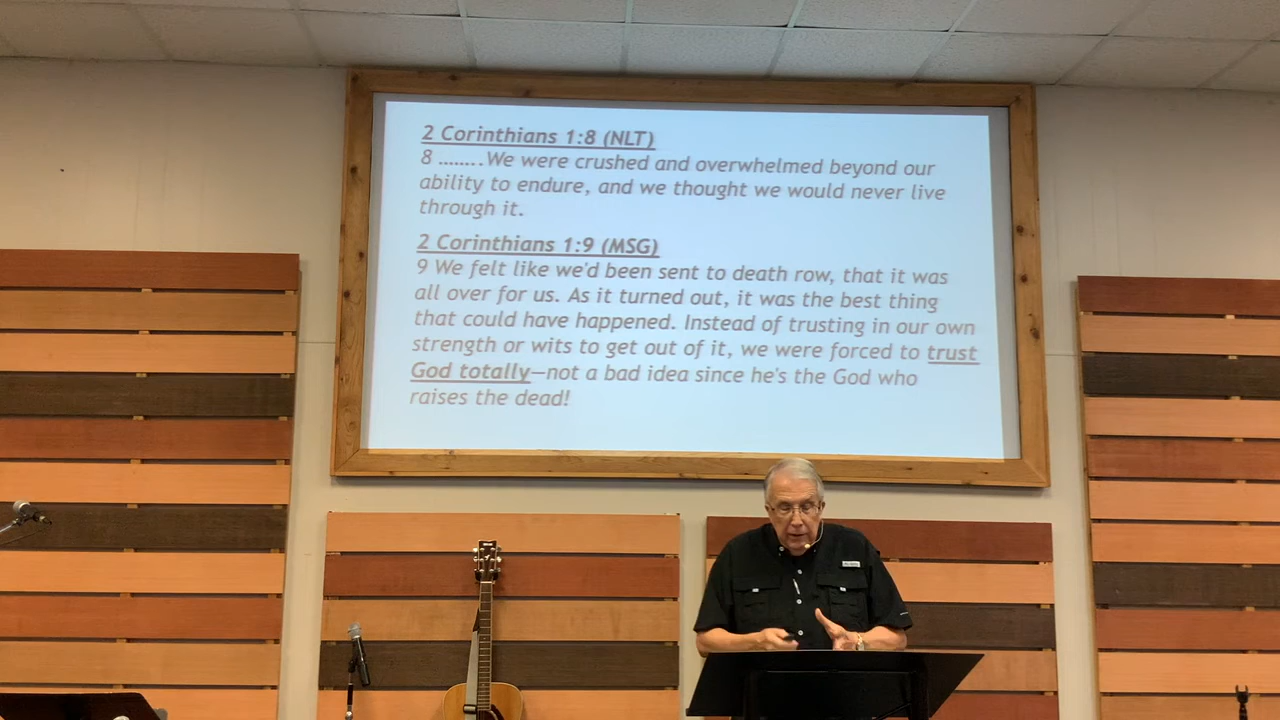 2 Corinthians 1:8 (NLT)
8 ........We were crushed and overwhelmed beyond our
ability to endure, and we thought we would never live
through it.
2 Corinthians 1:9 (MSG)
9 We felt like we'd been sent to death row, that it was
all over for us. As it turned out, it was the best thing
that could have happened. Instead of trusting in our own
strength or wits to get out of it, we were forced to trust
God totally—not a bad idea since he's the God who
raises the dead!